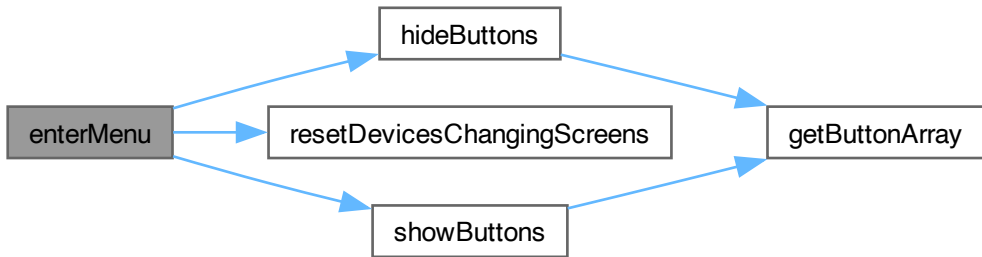 hideButtons
enterMenu
resetDevicesChangingScreens
getButtonArray
showButtons